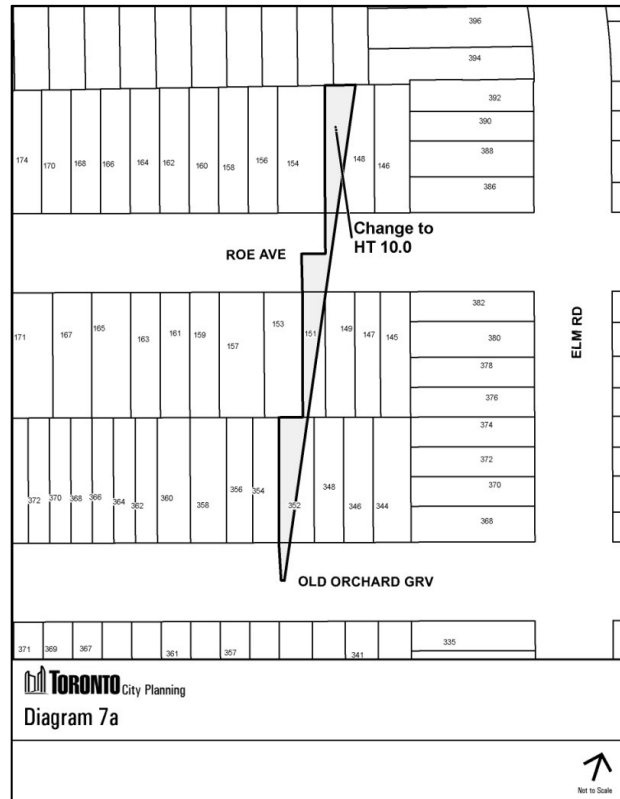 396
394
392
390
388
386
174 170 168 166 164 162 160 158 156 154 148 146
Change to
HT 10.0
ROE AVE
171 167 165 163 161 159 157 153 151 149 147 145
382
380
378
376
374
372
370
368
ELM RD
372 370 368 366 364 362 360 358 356 354 352 348 346 344
OLD ORCHARD GRV
371 369 367 361 357 341
335
TORONTO City Planning
Diagram 7a
Not to Scale